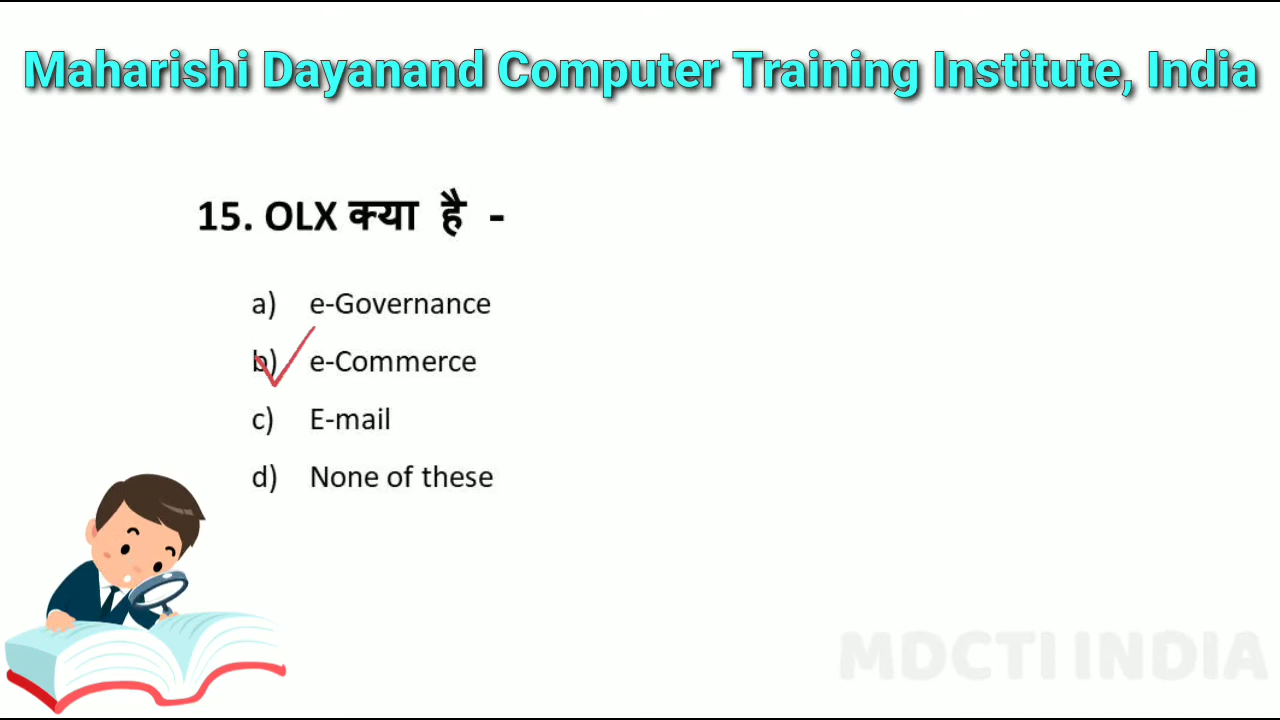 Maharishi Dayanand Computer Training Institute, India
15. OLX क्या है -
a) e-Governance
b) e-Commerce
c) E-mail
d) None of these
MDCTI INDIA